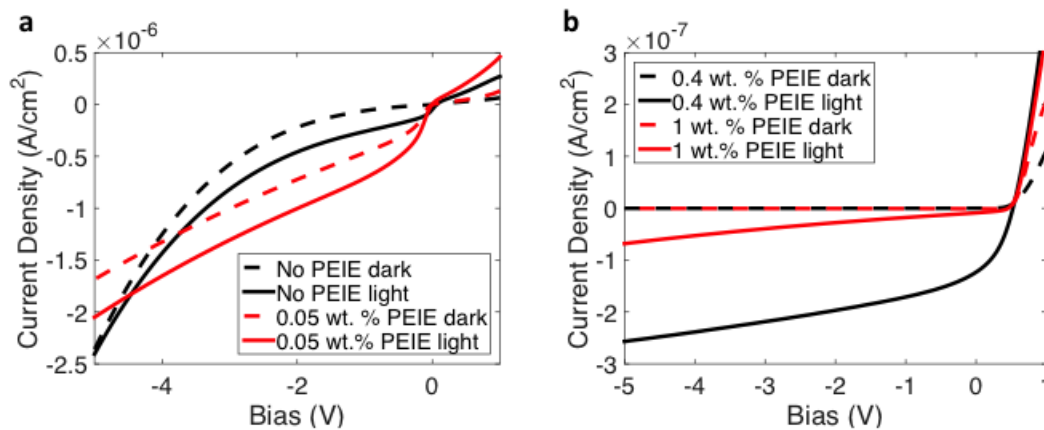 a
×10⁻⁶
0.5
0
-0.5
-1
-1.5
-2
-2.5
Current Density (A/cm²)
No PEIE dark
No PEIE light
0.05 wt. % PEIE dark
0.05 wt.% PEIE light
-4
-2
0
Bias (V)
b
×10⁻⁷
3
2
1
0
-1
-2
-3
Current Density (A/cm²)
0.4 wt. % PEIE dark
0.4 wt.% PEIE light
1 wt. % PEIE dark
1 wt.% PEIE light
-5
-4
-3
-2
-1
0
Bias (V)